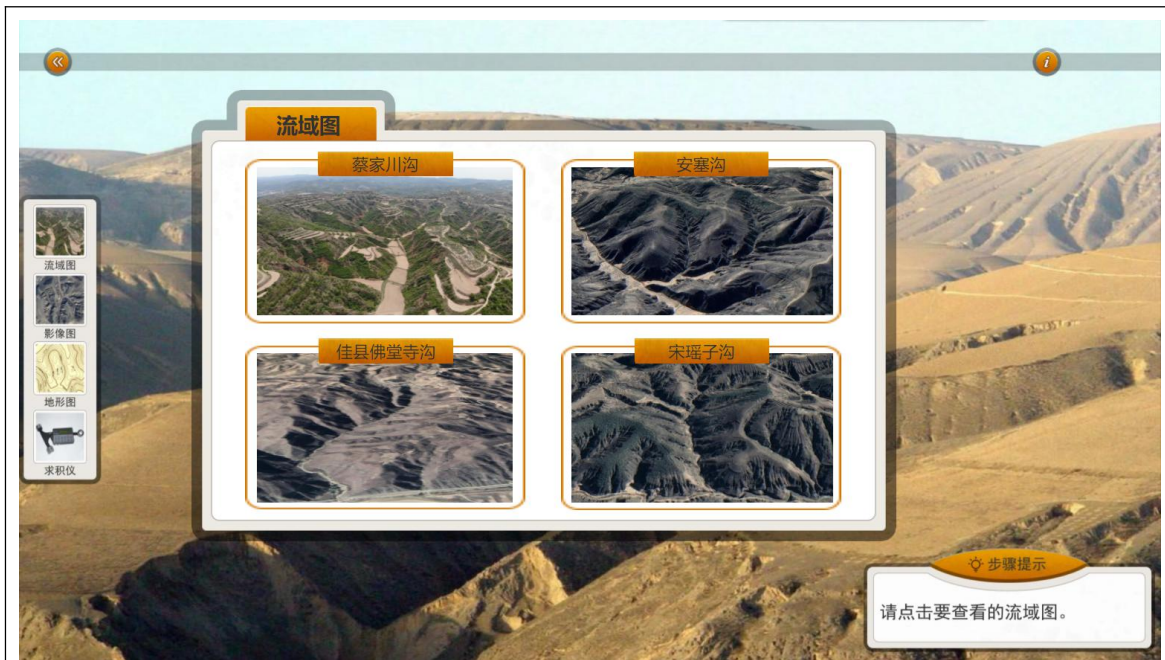 流域图
蔡家川沟
安塞沟
佳县佛堂寺沟
宋瑶子沟
流域图
影像图
地形图
求积仪
步骤提示
请点击要查看的流域图。